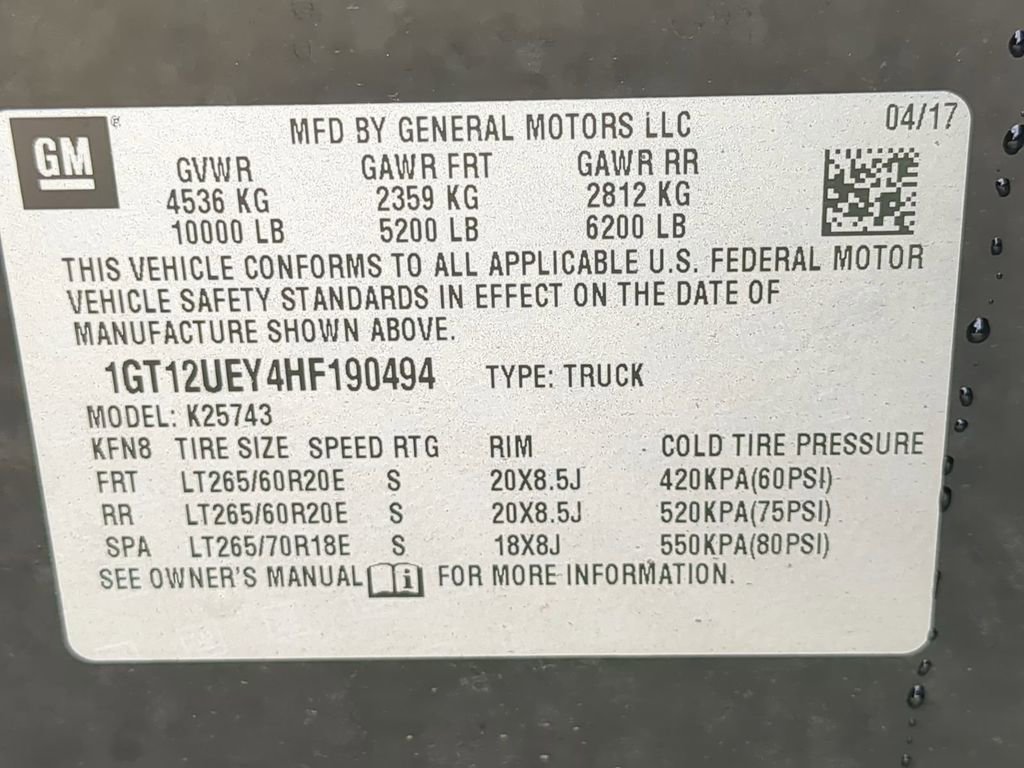 GM
MFD BY GENERAL MOTORS LLC 04/17
GVWR GAWR FRT GAWR RR
4536 KG 2359 KG 2812 KG
10000 LB 5200 LB 6200 LB
THIS VEHICLE CONFORMS TO ALL APPLICABLE U.S. FEDERAL MOTOR
VEHICLE SAFETY STANDARDS IN EFFECT ON THE DATE OF
MANUFACTURE SHOWN ABOVE.
1GT12UEY4HF190494 TYPE: TRUCK
MODEL: K25743
KFN8 TIRE SIZE SPEED RTG RIM COLD TIRE PRESSURE
FRT LT265/60R20E S 20X8.5J 420KPA(60PSI)
RR LT265/60R20E S 20X8.5J 520KPA(75PSI)
SPA LT265/70R18E S 18X8J 550KPA(80PSI)
SEE OWNER'S MANUAL FOR MORE INFORMATION.